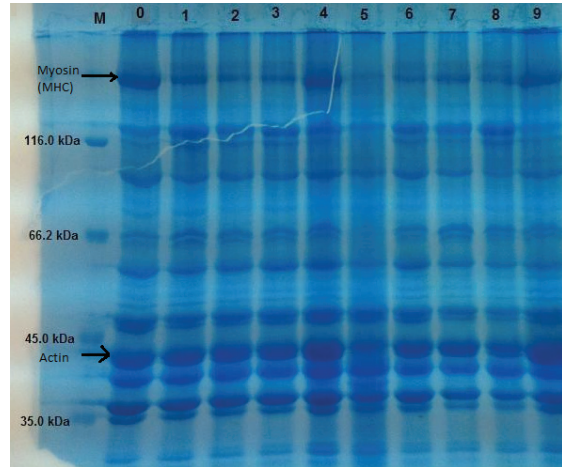 M 0 1 2 3 4 5 6 7 8 9
Myosin
(MHC)
116.0 kDa
66.2 kDa
45.0 kDa
Actin
35.0 kDa